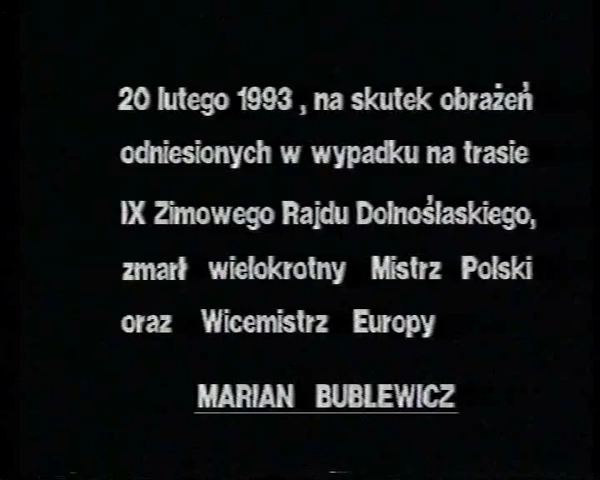 20 lutego 1993 , na skutek obrażeń
odniesionych w wypadku na trasie
IX Zimowego Rajdu Dolnośląskiego,
zmarł wielokrotny Mistrz Polski
oraz Wicemistrz Europy
MARIAN BUBLEWICZ